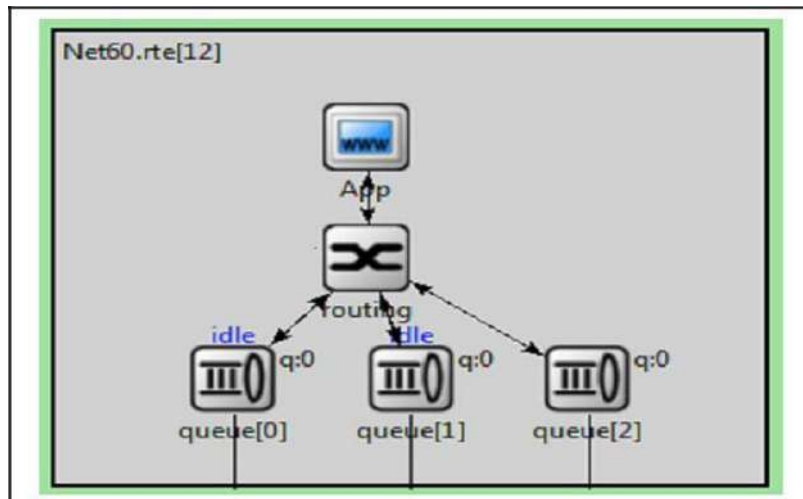 Net60.rte[12]
www
App
routing
idle
idle
q:0
q:0
q:0
queue[0]
queue[1]
queue[2]